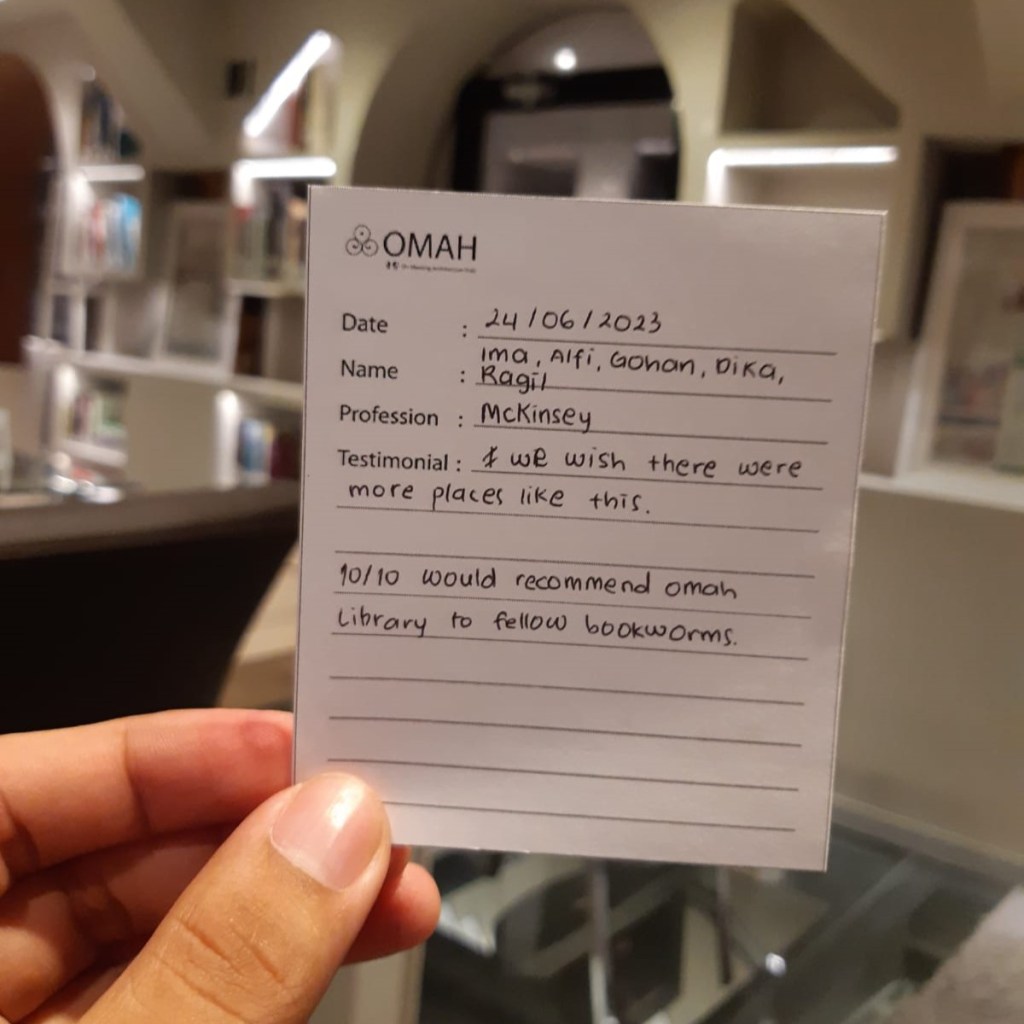 OMAH
Date : 24/06/2023
Name : Ima, Alfi, Gohan, Dika,
Ragil
Profession : McKinsey
Testimonial : we wish there were
more places like this.
10/10 would recommend omah
Library to fellow bookworms.